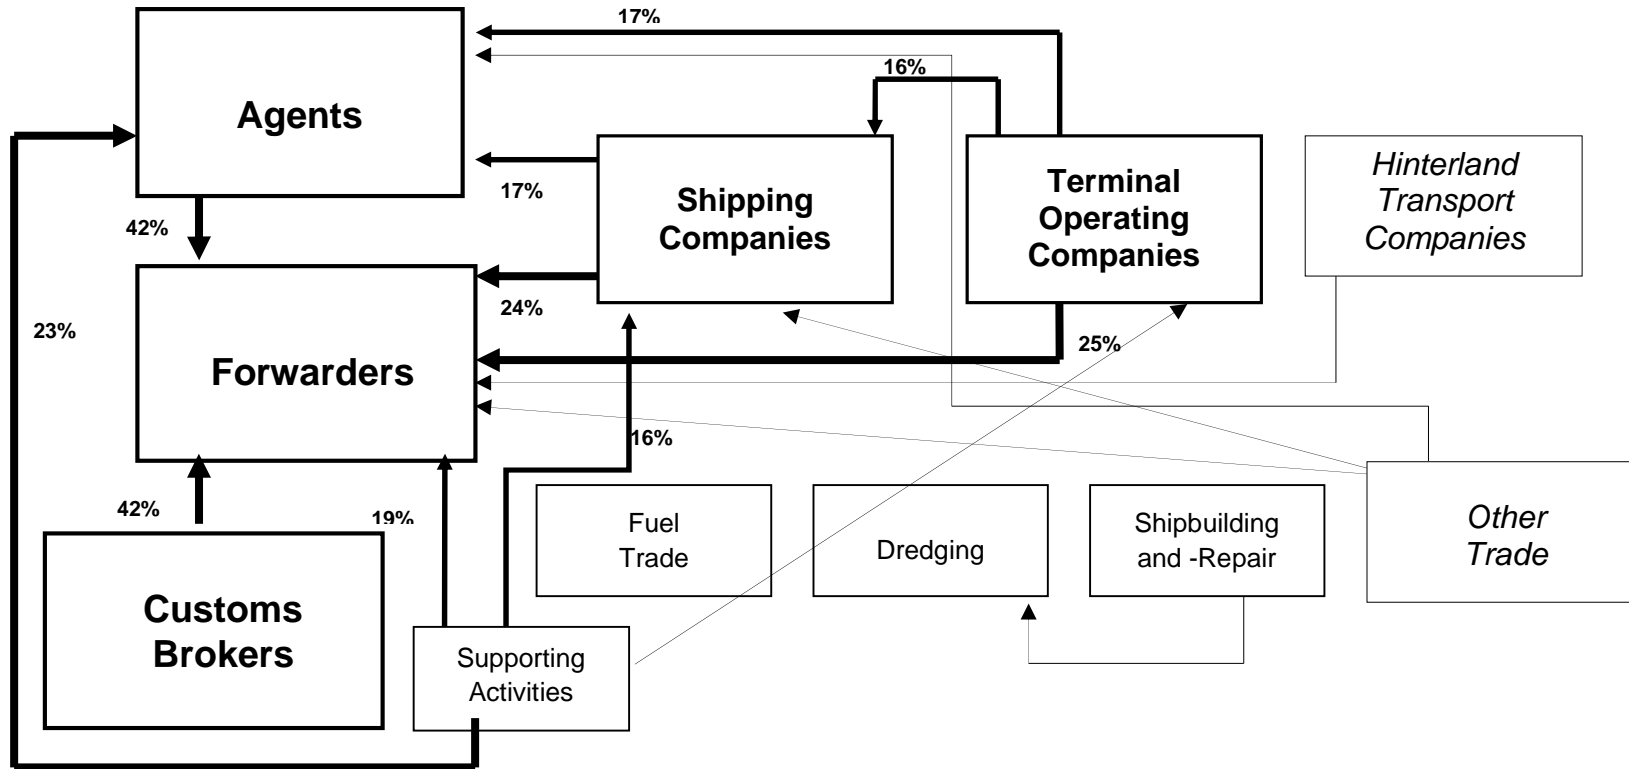 17%
16%
Agents
17%
Shipping
Companies
Terminal
Operating
Companies
Hinterland
Transport
Companies
42%
24%
23%
25%
Forwarders
16%
42%
19%
Fuel
Trade
Dredging
Shipbuilding
and -Repair
Other
Trade
Customs
Brokers
Supporting
Activities